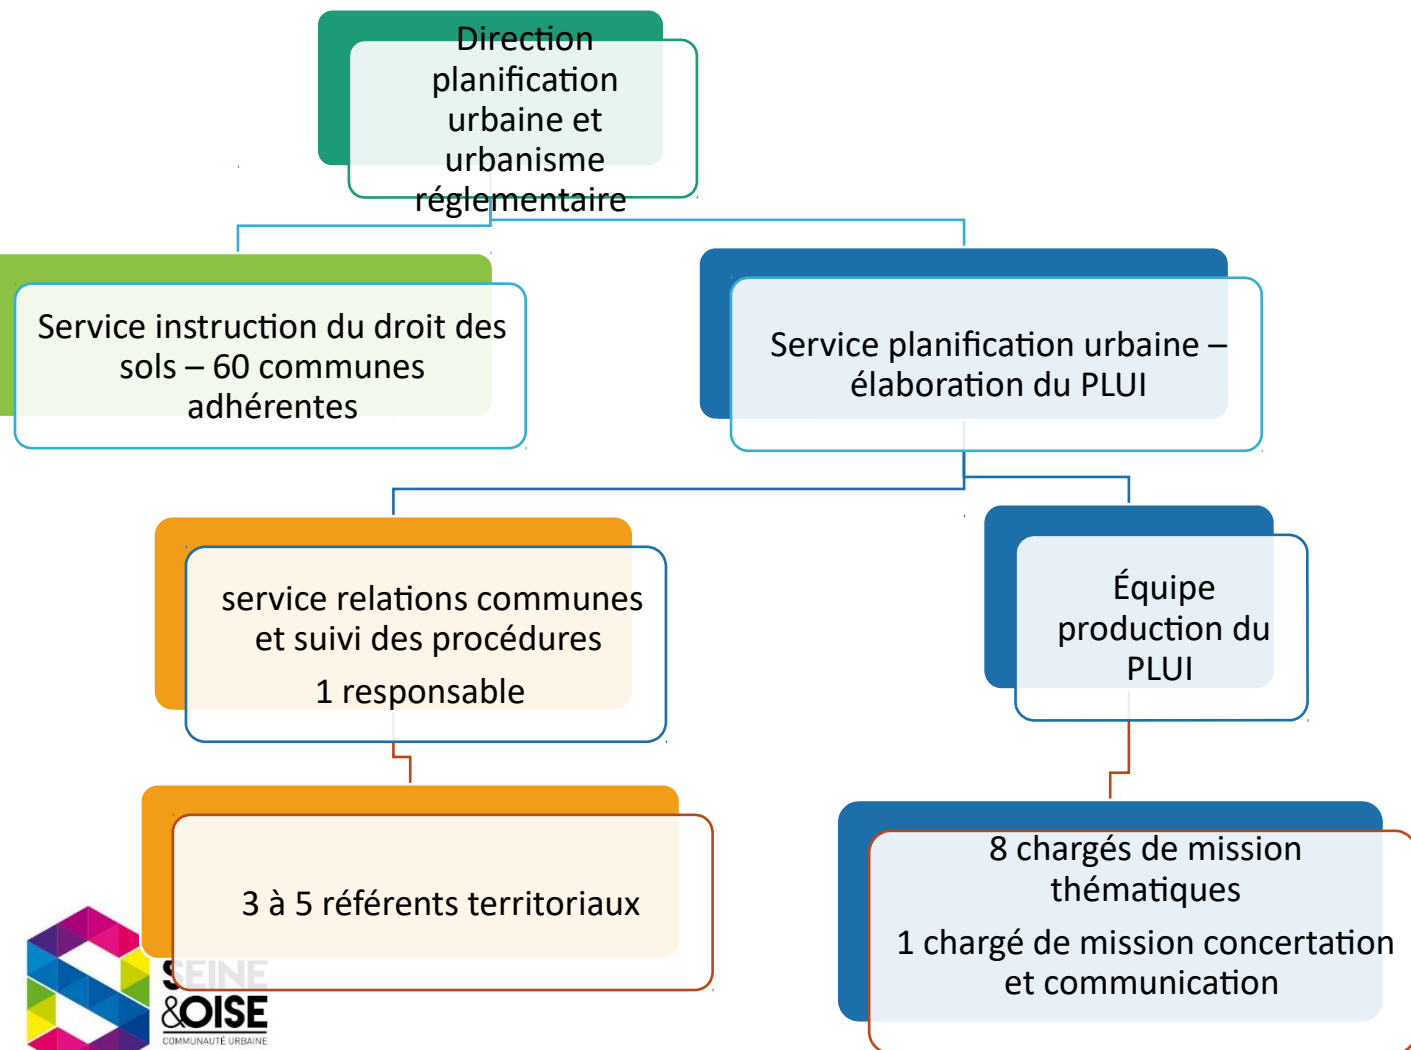 Direction
planification
urbaine et
urbanisme
réglementaire
Service instruction du droit des
sols – 60 communes
adhérentes
Service planification urbaine –
élaboration du PLUI
service relations communes
et suivi des procédures
1 responsable
Équipe
production du
PLUI
3 à 5 référents territoriaux
8 chargés de mission
thématiques
1 chargé de mission concertation
et communication
SEINE
&OISE
COMMUNAUTÉ URBAINE